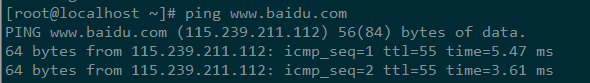 [root@localhost ~]# ping www.baidu.com
PING www.baidu.com (115.239.211.112) 56(84) bytes of data.
64 bytes from 115.239.211.112: icmp_seq=1 ttl=55 time=5.47 ms
64 bytes from 115.239.211.112: icmp_seq=2 ttl=55 time=3.61 ms